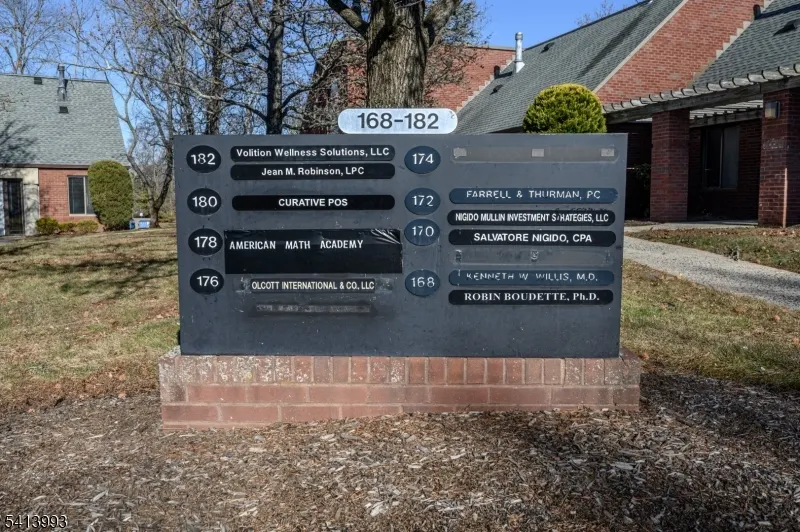 168-182
182 Volition Wellness Solutions, LLC
Jean M. Robinson, LPC
180 CURATIVE POS
178 AMERICAN MATH ACADEMY
176 OLCOTT INTERNATIONAL & CO, LLC
174
172 FARRELL & THURMAN, PC
NIGIDO MULLIN INVESTMENT STRATEGIES, LLC
170 SALVATORE NIGIDO, CPA
168 KENNETH W. WILLIS, M.D.
ROBIN BOUDETTE, Ph.D.
5413993